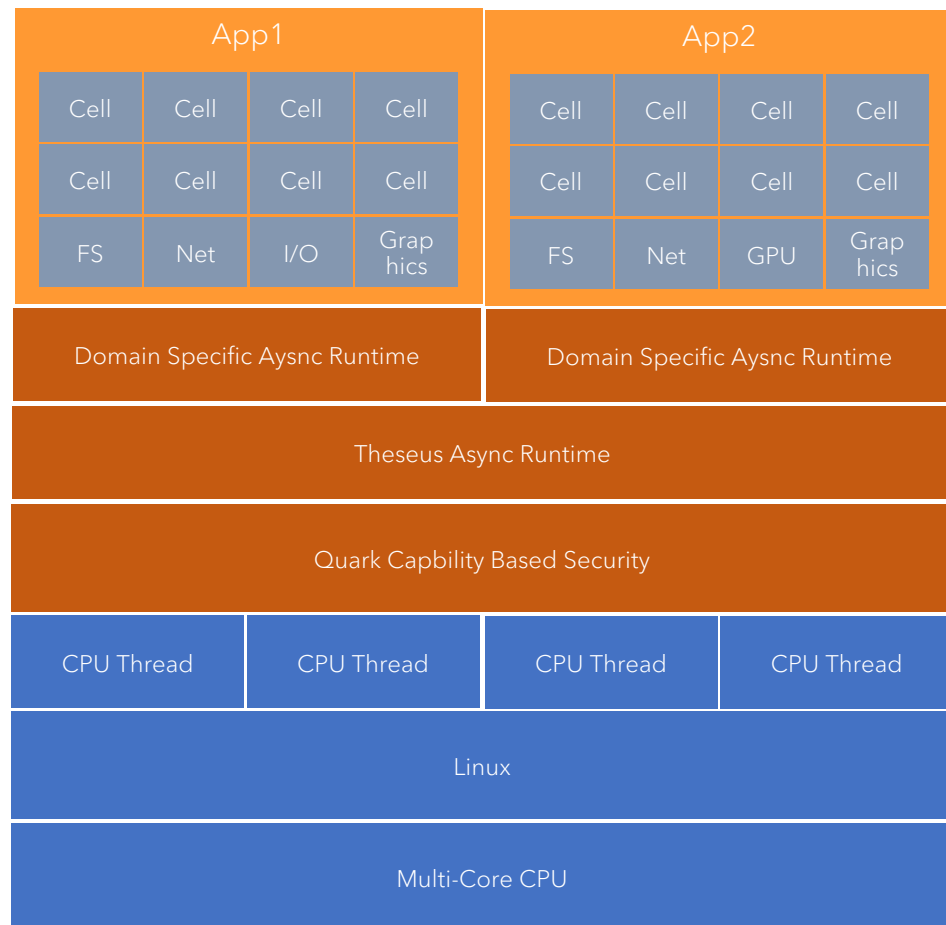 App1
App2
Cell Cell Cell Cell
Cell Cell Cell Cell
Cell Cell Cell Cell
Cell Cell Cell Cell
FS Net I/O Grap
hics
FS Net GPU Grap
hics
Domain Specific Aysnc Runtime
Domain Specific Aysnc Runtime
Theseus Async Runtime
Quark Capbility Based Security
CPU Thread
CPU Thread
CPU Thread
CPU Thread
Linux
Multi-Core CPU